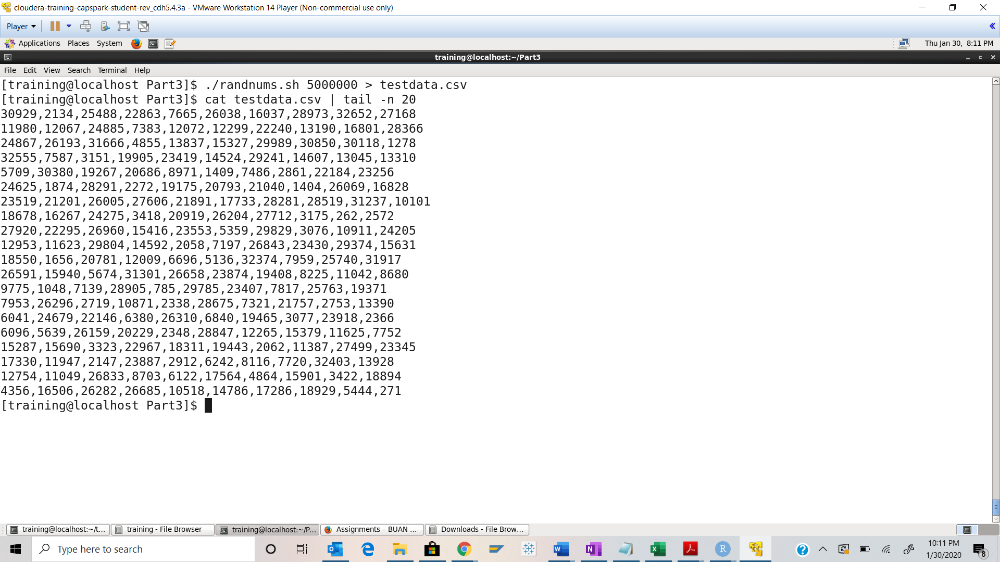 cloudera-training-capspark-student-rev_cdh5.4.3a - VMware Workstation 14 Player (Non-commercial use only)
Player
Applications Places System Thu Jan 30, 8:11 PM
training@localhost:~/Part3
File Edit View Search Terminal Help
[training@localhost Part3]$ ./randnums.sh 5000000 > testdata.csv
[training@localhost Part3]$ cat testdata.csv | tail -n 20
30929,2134,25488,22863,7665,26038,16037,28973,32652,27168
11980,12067,24885,7383,12072,12299,22240,13190,16801,28366
24867,26193,31666,4855,13837,15327,29989,30850,30118,1278
32555,7587,3151,19905,23419,14524,29241,14607,13045,13310
5709,30380,19267,20686,8971,1409,7486,2861,22184,23256
24625,1874,28291,2272,19175,20793,21040,1404,26069,16828
23519,21201,26005,27606,21891,17733,28281,28519,31237,10101
18678,16267,24275,3418,20919,26204,27712,3175,262,2572
27920,22295,26960,15416,23553,5359,29829,3076,10911,24205
12953,11623,29804,14592,2058,7197,26843,23430,29374,15631
18550,1656,20781,12009,6696,5136,32374,7959,25740,31917
26591,15940,5674,31301,26658,23874,19408,8225,11042,8680
9775,1048,7139,28905,785,29785,23407,7817,25763,19371
7953,26296,2719,10871,2338,28675,7321,21757,2753,13390
6041,24679,22146,6380,26310,6840,19465,3077,23918,2366
6096,5639,26159,20229,2348,28847,12265,15379,11625,7752
15287,15690,3323,22967,18311,19443,2062,11387,27499,23345
17330,11947,2147,23887,2912,6242,8116,7720,32403,13928
12754,11049,26833,8703,6122,17564,4864,15901,3422,18894
4356,16506,26282,26685,10518,14786,17286,18929,5444,271
[training@localhost Part3]$
training@localhost:~/t... training - File Browser training@localhost:~/P... Assignments – BUAN ... Downloads - File Brow...
Type here to search 10:11 PM
1/30/2020 8